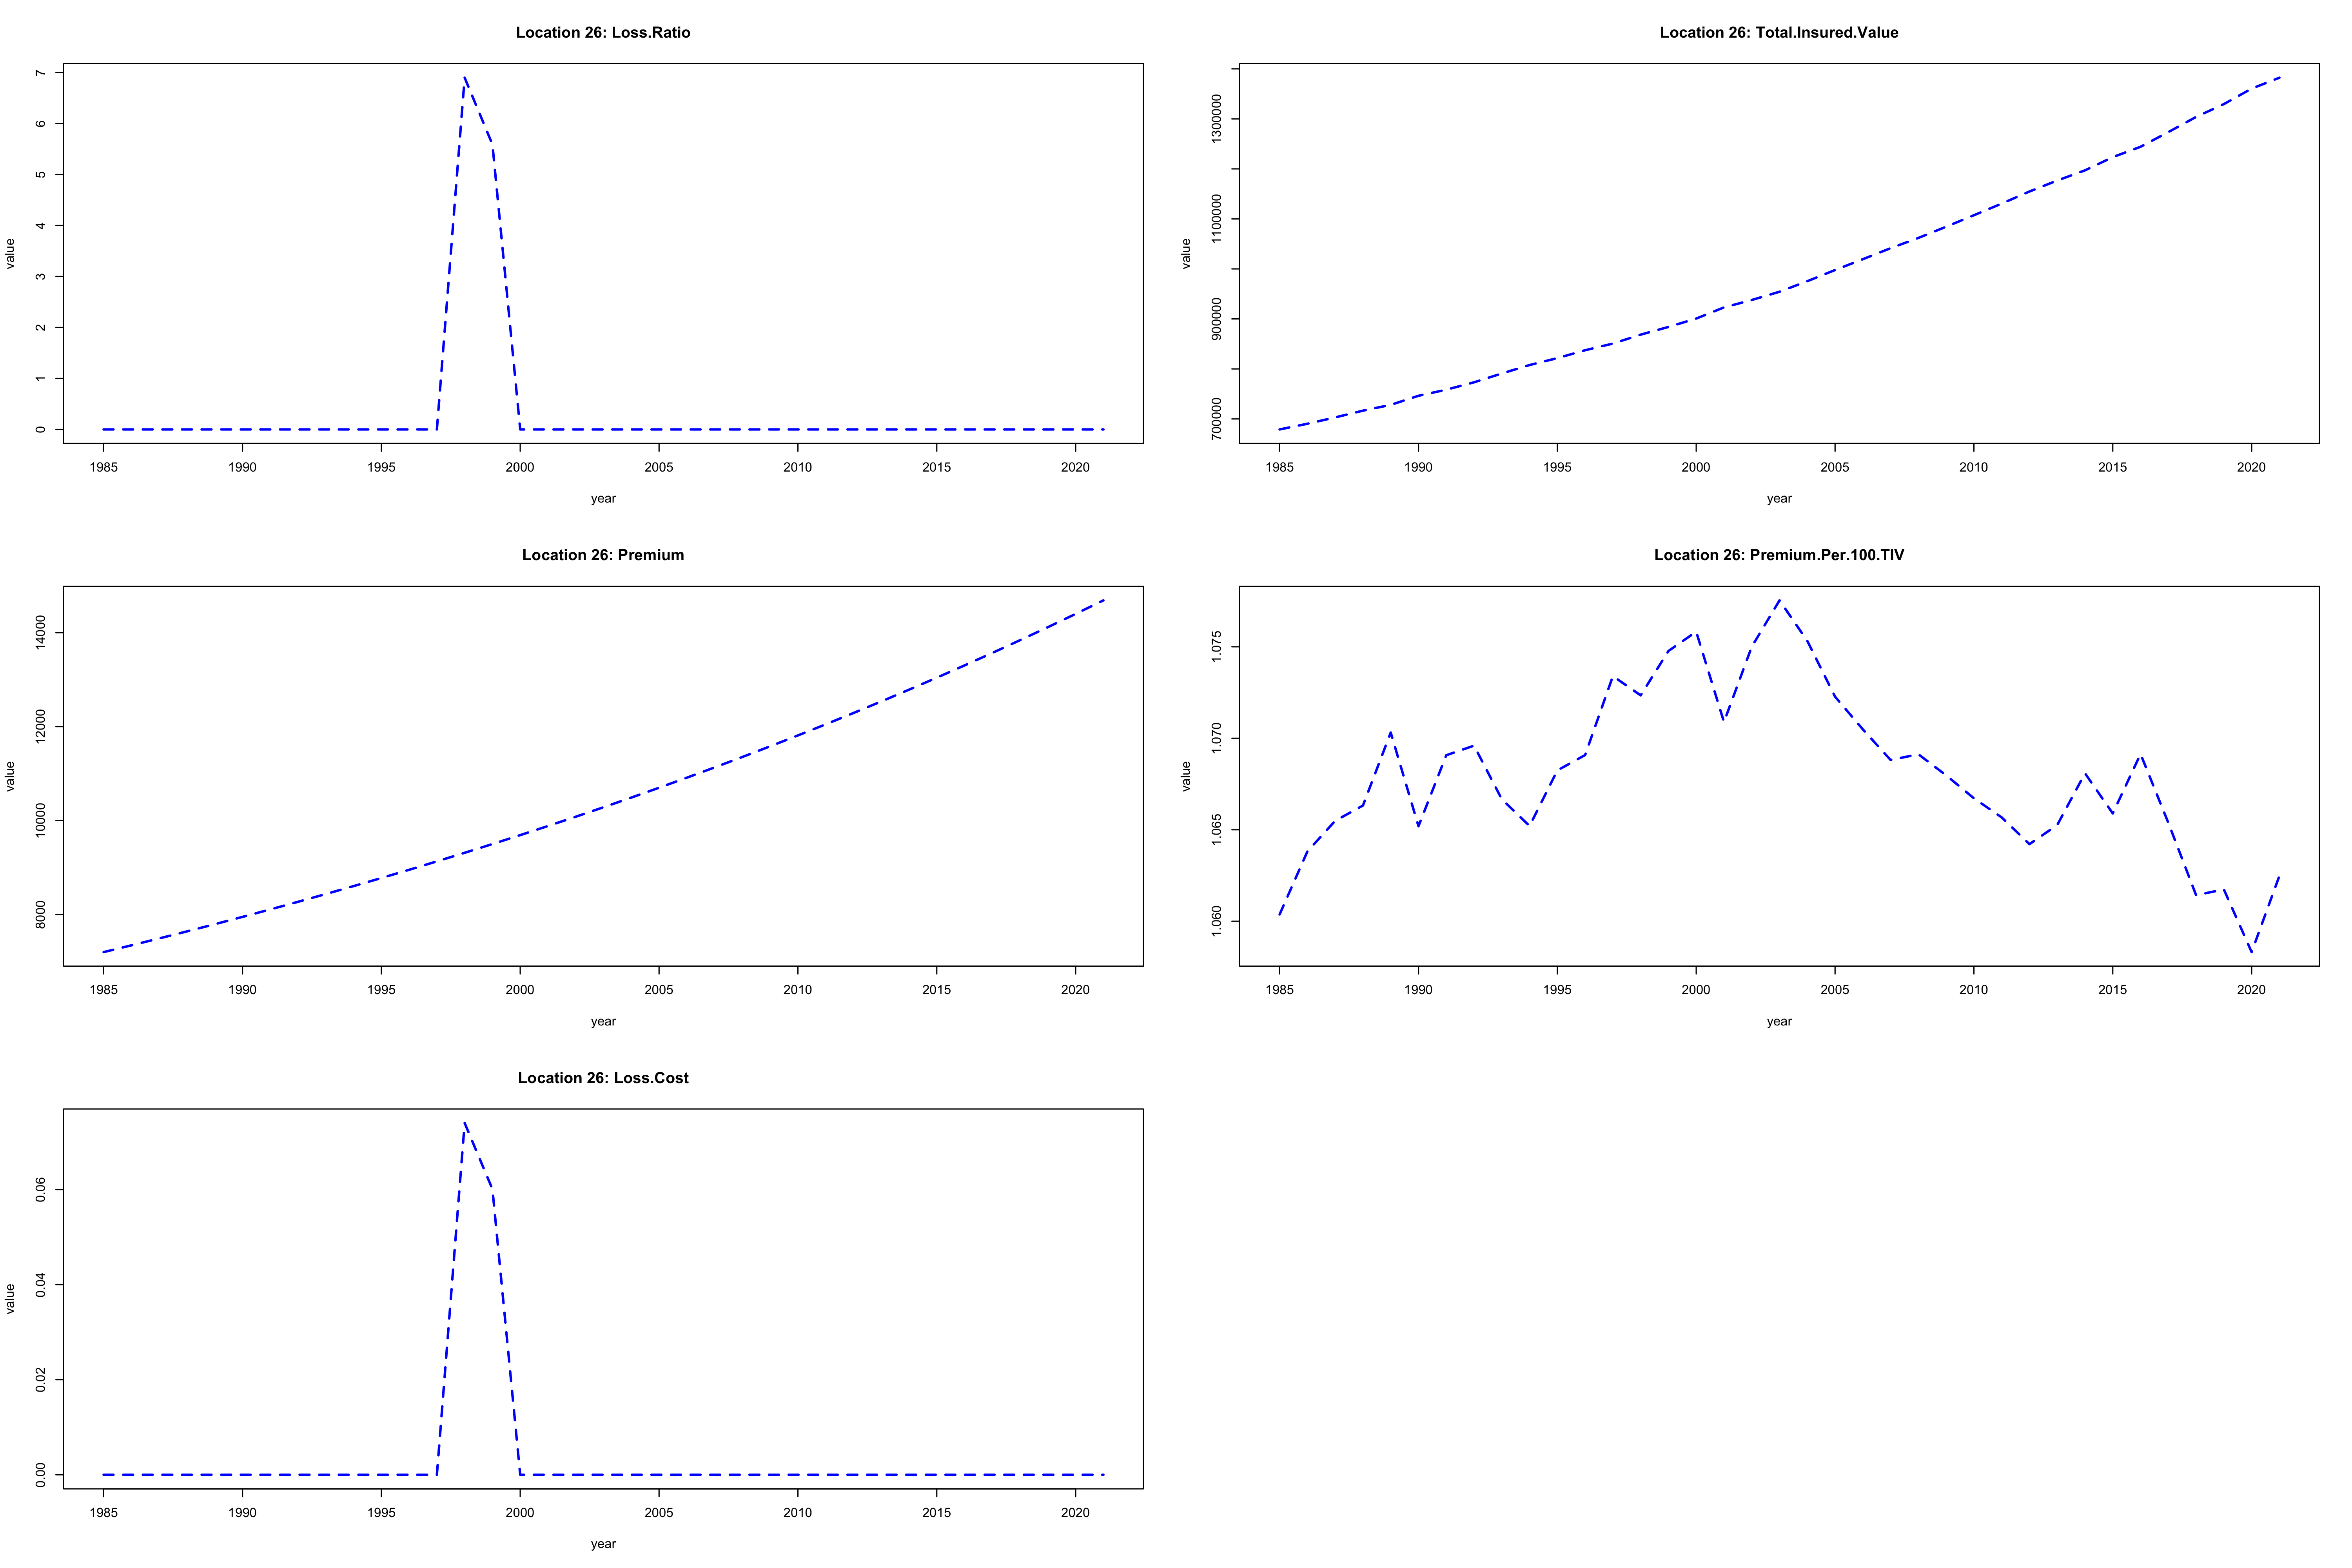 Location 26: Loss.Ratio
value
7
6
5
4
3
2
1
0
1985 1990 1995 2000 2005 2010 2015 2020
year
Location 26: Total.Insured.Value
value
1300000
1100000
900000
700000
1985 1990 1995 2000 2005 2010 2015 2020
year
Location 26: Premium
value
14000
12000
10000
8000
1985 1990 1995 2000 2005 2010 2015 2020
year
Location 26: Premium.Per.100.TIV
value
1.075
1.070
1.065
1.060
1985 1990 1995 2000 2005 2010 2015 2020
year
Location 26: Loss.Cost
value
0.06
0.04
0.02
0.00
1985 1990 1995 2000 2005 2010 2015 2020
year